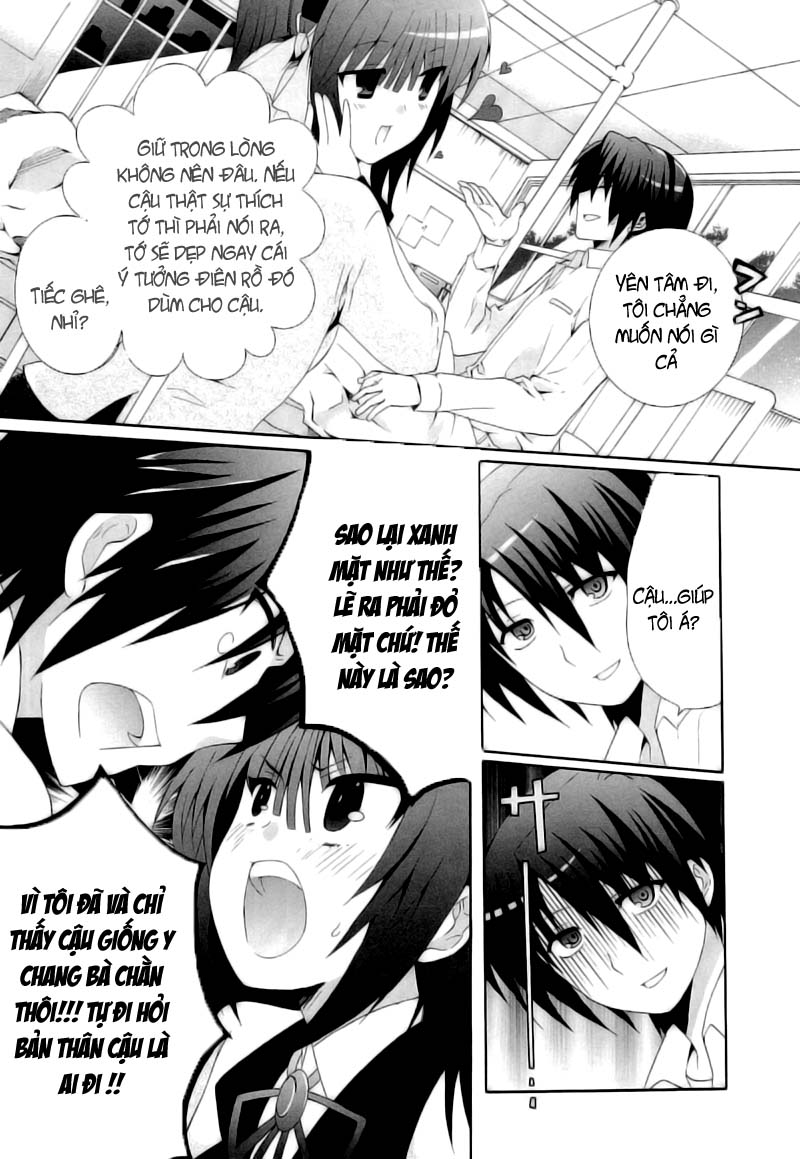 YÊN TÂM ĐI,
TÔI CHẲNG
MUỐN NÓI GÌ
CẢ
GIỮ TRONG LÒNG
KHÔNG NÊN ĐÂU. NẾU
CẬU THẬT SỰ THÍCH
TỚ THÌ PHẢI NÓI RA,
TỚ SẼ DẸP NGAY CÁI
Ý TƯỞNG ĐIÊN RỒ ĐÓ
DÙM CHO CẬU.
TIẾC GHÊ,
NHỈ?
CẬU...GIÚP
TÔI Á?
サ
SAO LẠI XANH
MẶT NHƯ THẾ?
LẼ RA PHẢI ĐỎ
MẶT CHỨ! THẾ
NÀY LÀ SAO?
VÌ TÔI ĐÃ VÀ CHỈ
THẤY CẬU GIỐNG Y
CHANG BÀ CHẰN
THÔI!!! TỰ ĐI HỎI
BẢN THÂN CẬU LÀ
AI ĐI !!